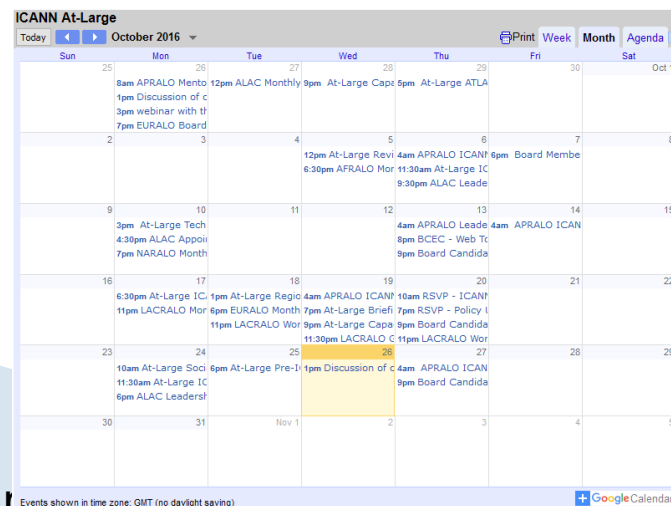 ICANN At-Large
Today October 2016 Print Week Month Agenda
Sun Mon Tue Wed Thu Fri Sat
25 26 27 28 29 30 Oct 1
8am APRALO Mento 12pm ALAC Monthly 9pm At-Large Capa 5pm At-Large ATLA
1pm Discussion of c
3pm webinar with th
7pm EURALO Board
2 3 4 5 6 7 8
12pm At-Large Revi 4am APRALO ICANN 6pm Board Membe
6:30pm AFRALO Mor 11:30am At-Large IC
9:30pm ALAC Leade
9 10 11 12 13 14 15
3pm At-Large Tech 4am APRALO Leade 4am APRALO ICAN
4:30pm ALAC Appoi 8pm BCEC - Web Tc
7pm NARALO Month 9pm Board Candida
16 17 18 19 20 21 22
6:30pm At-Large IC 1pm At-Large Regio 4am APRALO ICANN 10am RSVP - ICANN
11pm LACRALO Mor 6pm EURALO Month 7pm At-Large Briefi 7pm RSVP - Policy
11pm LACRALO Wor 9pm At-Large Capa 9pm Board Candida
11:30pm LACRALO G 11pm LACRALO Wor
23 24 25 26 27 28 29
10am At-Large Soci 6pm At-Large Pre-I 1pm Discussion of c 4am APRALO ICAN
11:30am At-Large IC 9pm Board Candida
6pm ALAC Leadersh
30 31 Nov 1 2 3 4 5
Events shown in time zone: GMT (no daylight saving) Google Calendar